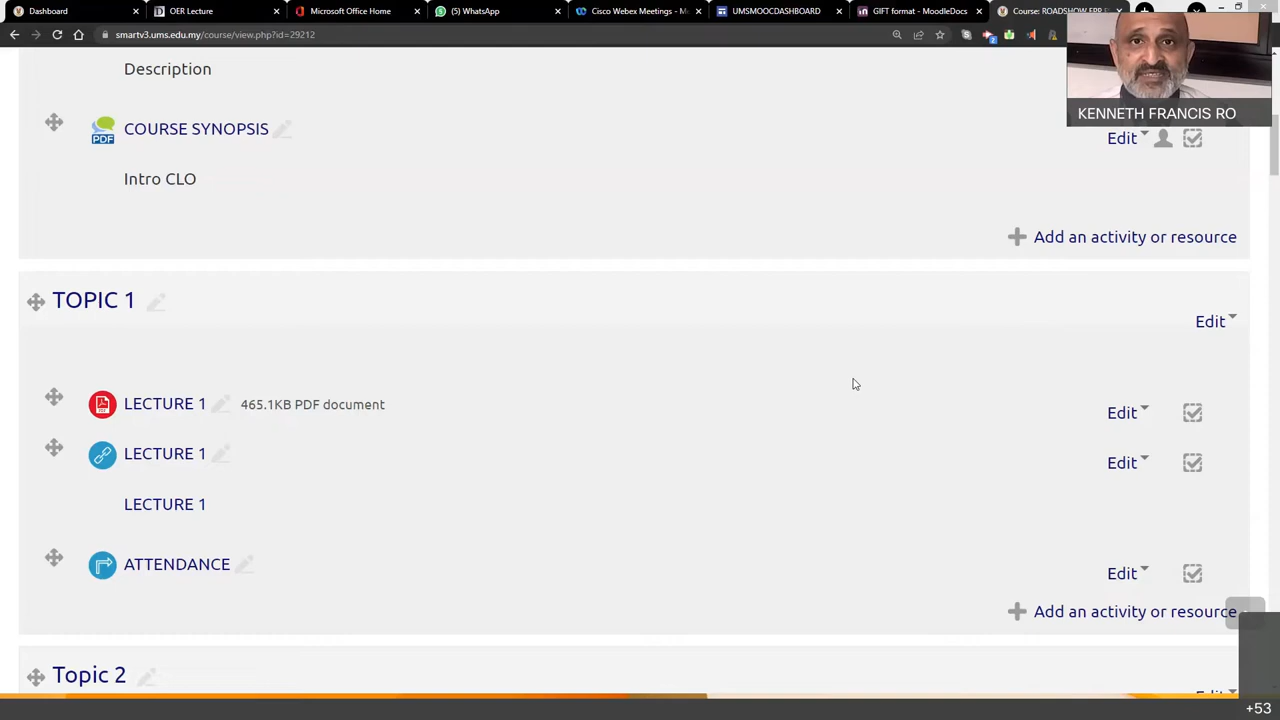 Dashboard
OER Lecture
Microsoft Office Home
(5) WhatsApp
Cisco Webex Meetings - M
UMSMOOCDASHBOARD
GIFT format - MoodleDocs
Course: ROADSHOW
smartv3.ums.edu.my/course/view.php?id=29212
2
KENNETH FRANCIS RO
Description
PDF
COURSE SYNOPSIS
Edit
Intro CLO
Add an activity or resource
TOPIC 1
Edit
LECTURE 1 465.1KB PDF document
Edit
LECTURE 1
Edit
LECTURE 1
ATTENDANCE
Edit
Add an activity or resource
Topic 2
+53